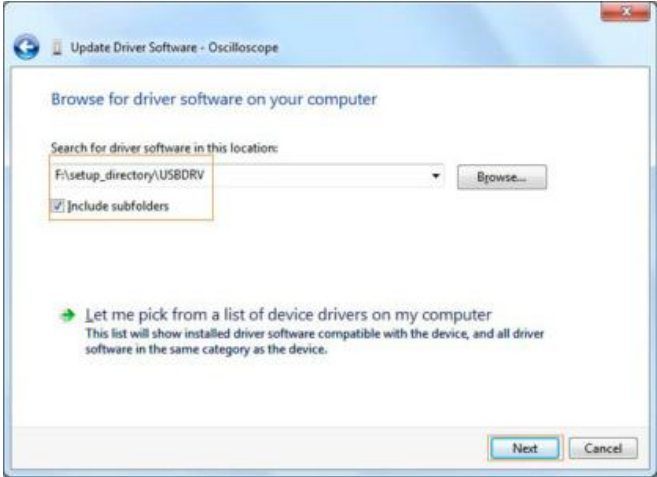 Update Driver Software - Oscilloscope
Browse for driver software on your computer
Search for driver software in this location:
F:\setup_directory\USBDRV
Browse...
Include subfolders
Let me pick from a list of device drivers on my computer
This list will show installed driver software compatible with the device, and all driver
software in the same category as the device.
Next
Cancel